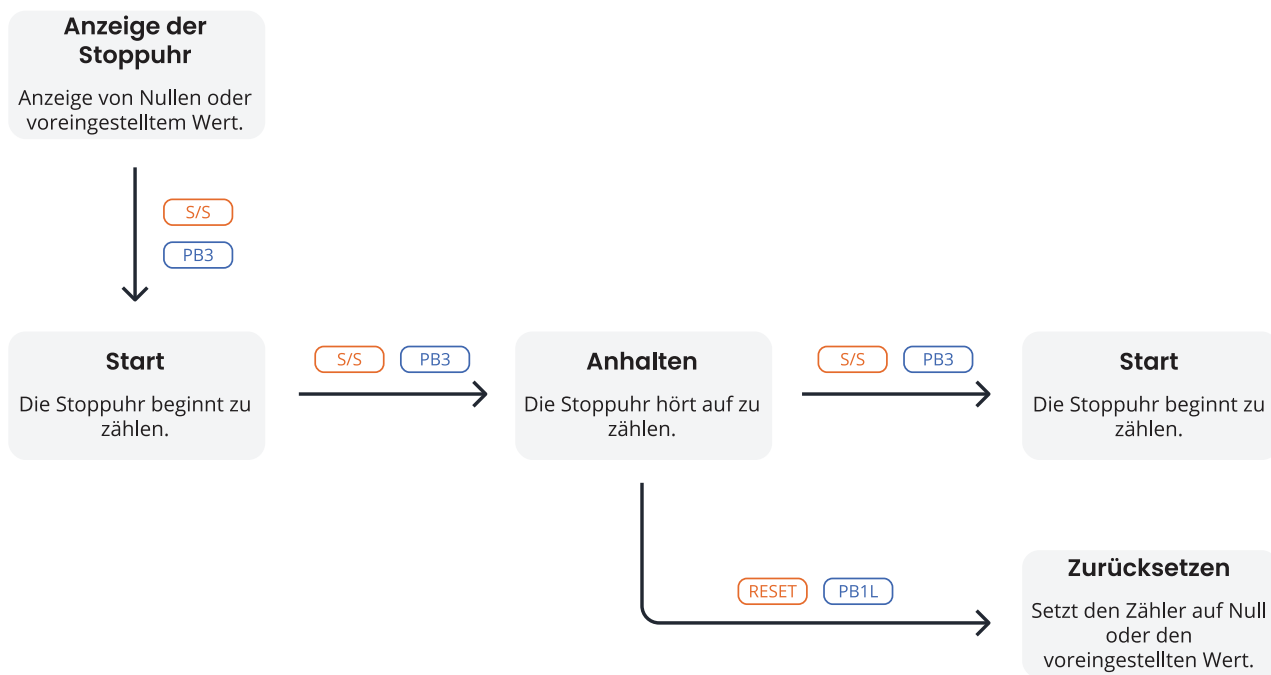 Anzeige der
Stoppuhr
Anzeige von Nullen oder
voreingestelltem Wert.
S/S
PB3
Start
Die Stoppuhr beginnt zu
zählen.
S/S PB3
Anhalten
Die Stoppuhr hört auf zu
zählen.
S/S PB3
Start
Die Stoppuhr beginnt zu
zählen.
RESET PB1L
Zurücksetzen
Setzt den Zähler auf Null
oder den
voreingestellten Wert.